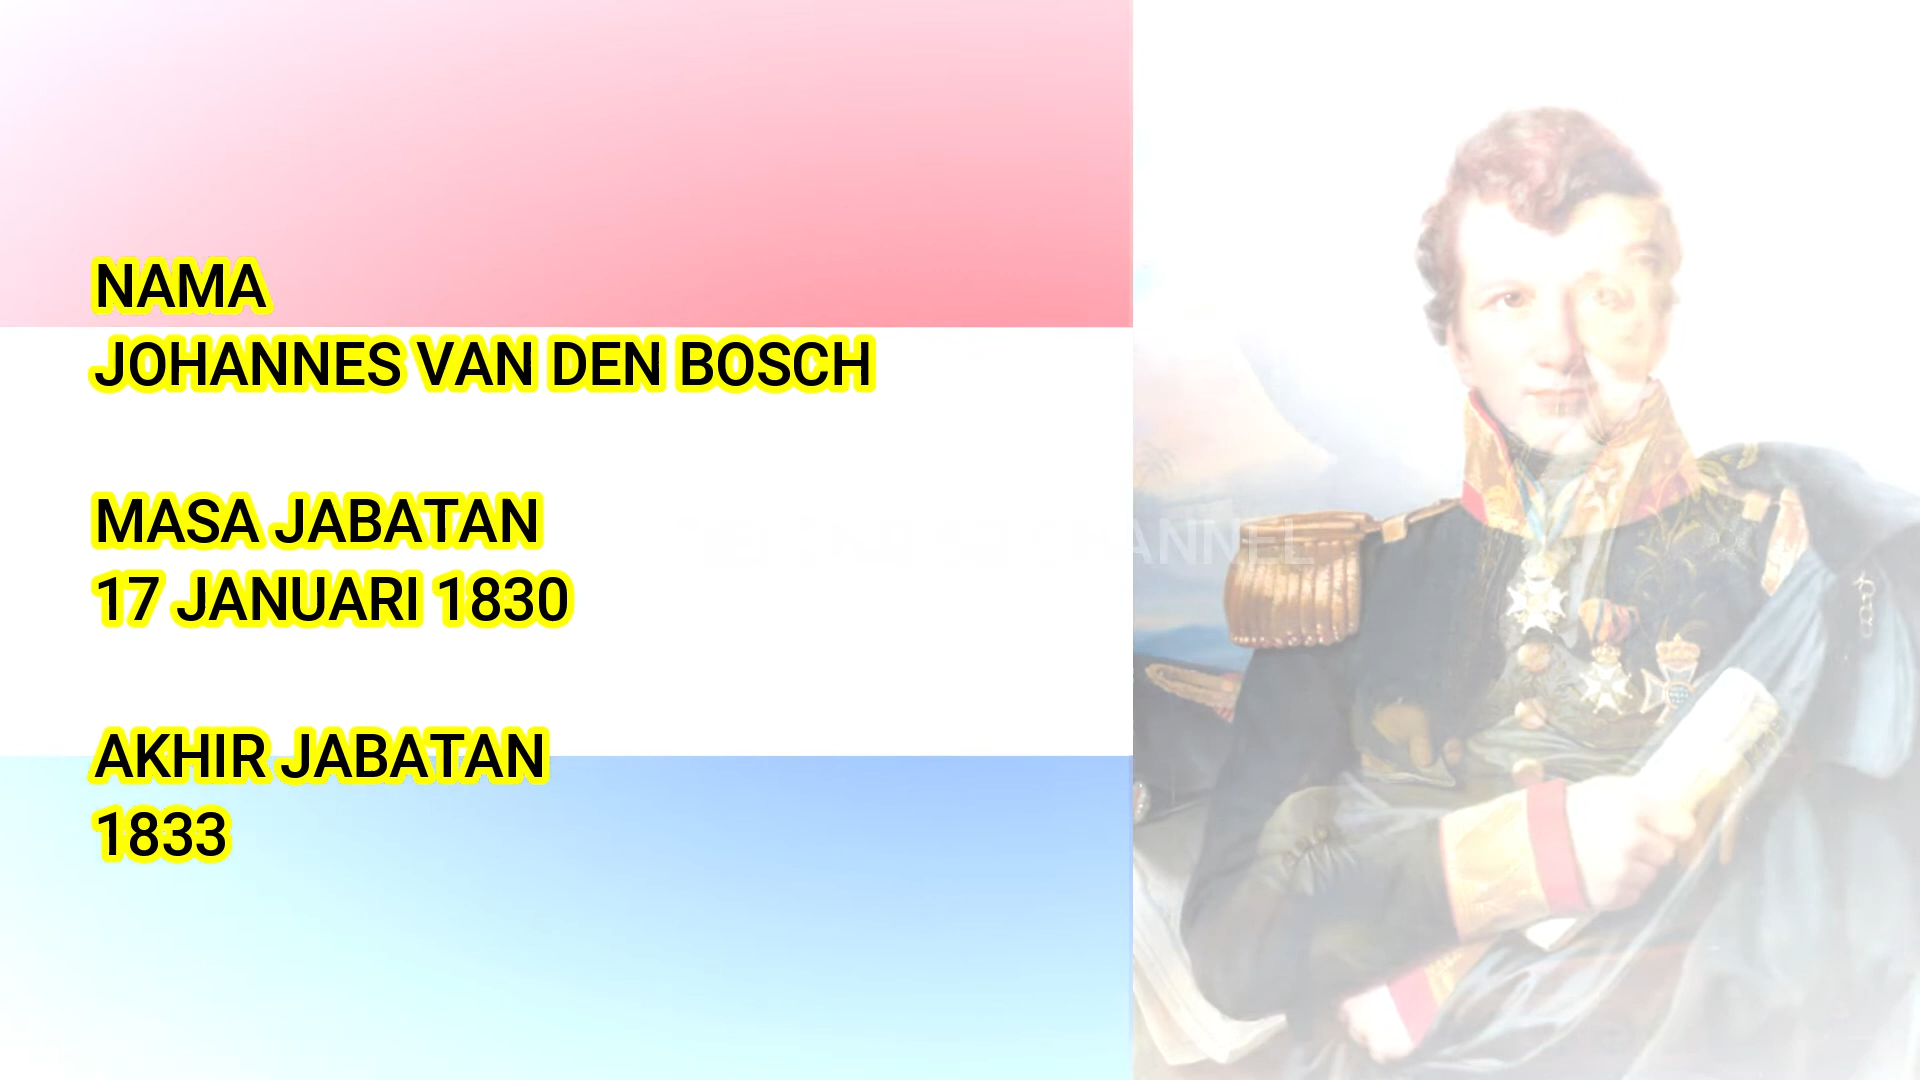 NAMA
JOHANNES VAN DEN BOSCH
MASA JABATAN
17 JANUARI 1830
AKHIR JABATAN
1833